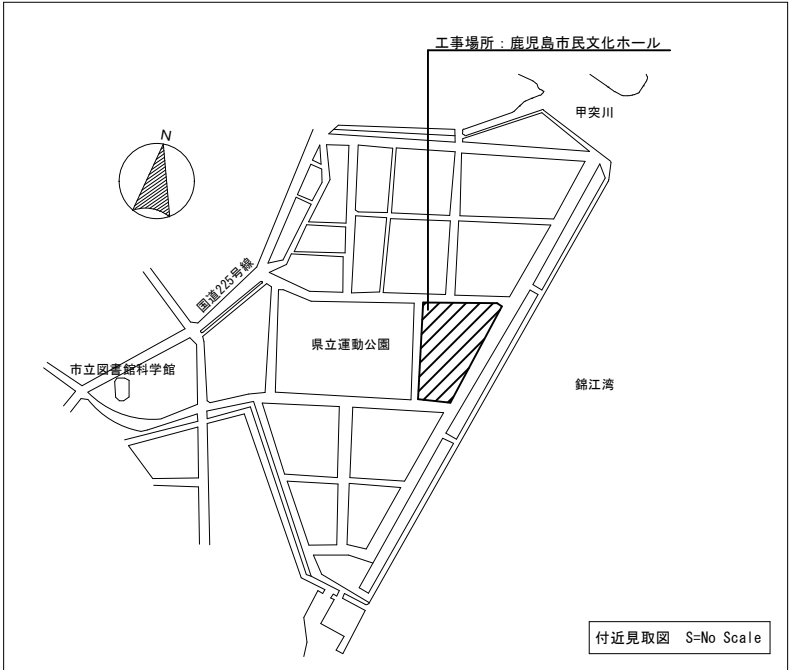 工事場所：鹿児島市民文化ホール
甲突川
N
国道225号線
県立運動公園
市立図書館科学館
錦江湾
付近見取図 S=No Scale